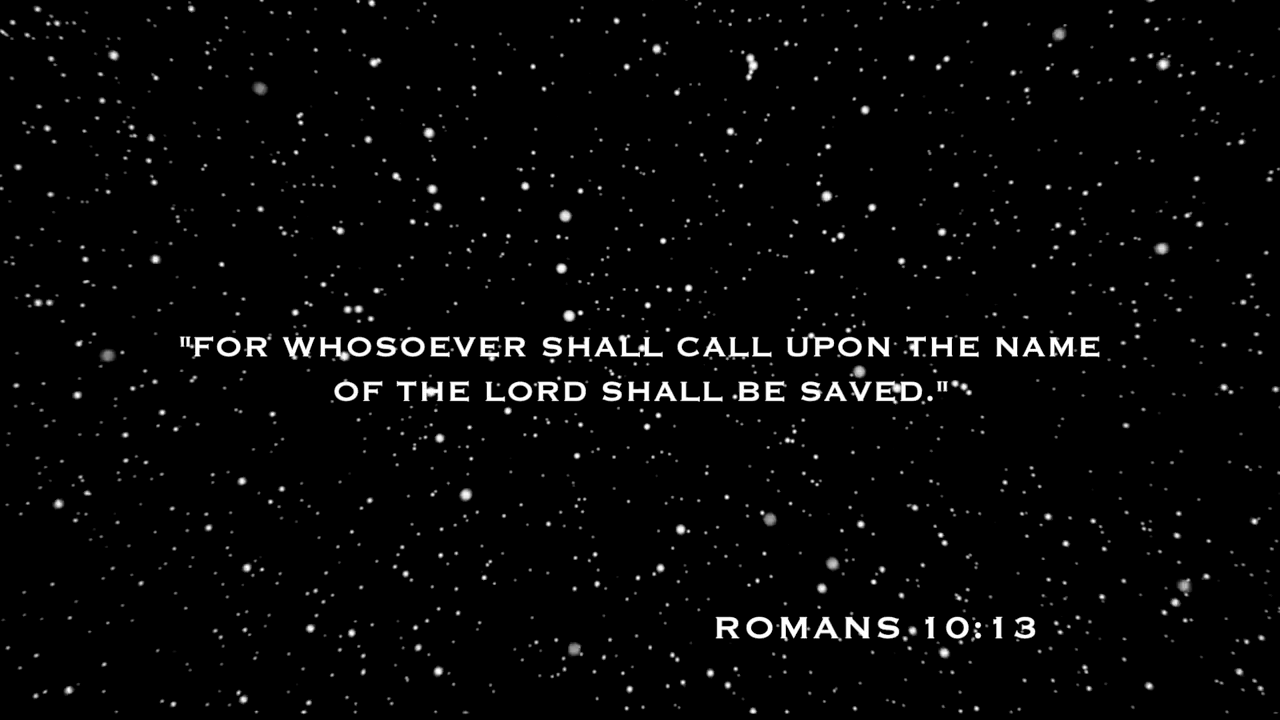 "FOR WHOSOEVER SHALL CALL UPON THE NAME
OF THE LORD SHALL BE SAVED."
ROMANS 10:13